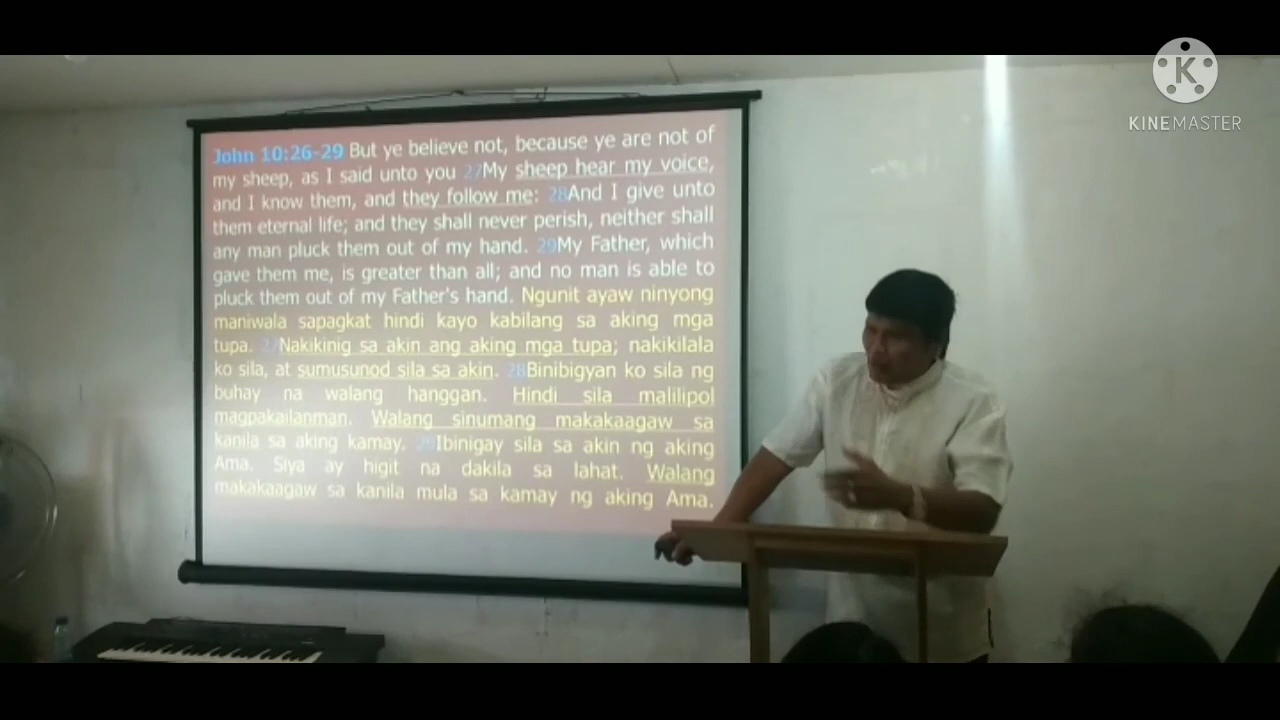 John 10:26-29 But ye believe not, because ye are not of
my sheep, as I said unto you 27My sheep hear my voice,
and I know them, and they follow me: 28And I give unto
them eternal life; and they shall never perish, neither shall
any man pluck them out of my hand. 29My Father, which
gave them me, is greater than all; and no man is able to
pluck them out of my Father's hand. Ngunit ayaw ninyong
maniwala sapagkat hindi kayo kabilang sa aking mga
tupa. 27Nakikinig sa akin ang aking mga tupa; nakikilala
ko sila, at sumusunod sila sa akin. 28Binibigyan ko sila ng
buhay na walang hanggan. Hindi sila malilipol
magpakailanman. Walang sinumang makakaagaw sa
kanila sa aking kamay. 29Ibinigay sila sa akin ng aking
Ama. Siya ay higit na dakila sa lahat. Walang
makakaagaw sa kanila mula sa kamay ng aking Ama.
K
KINEMASTER